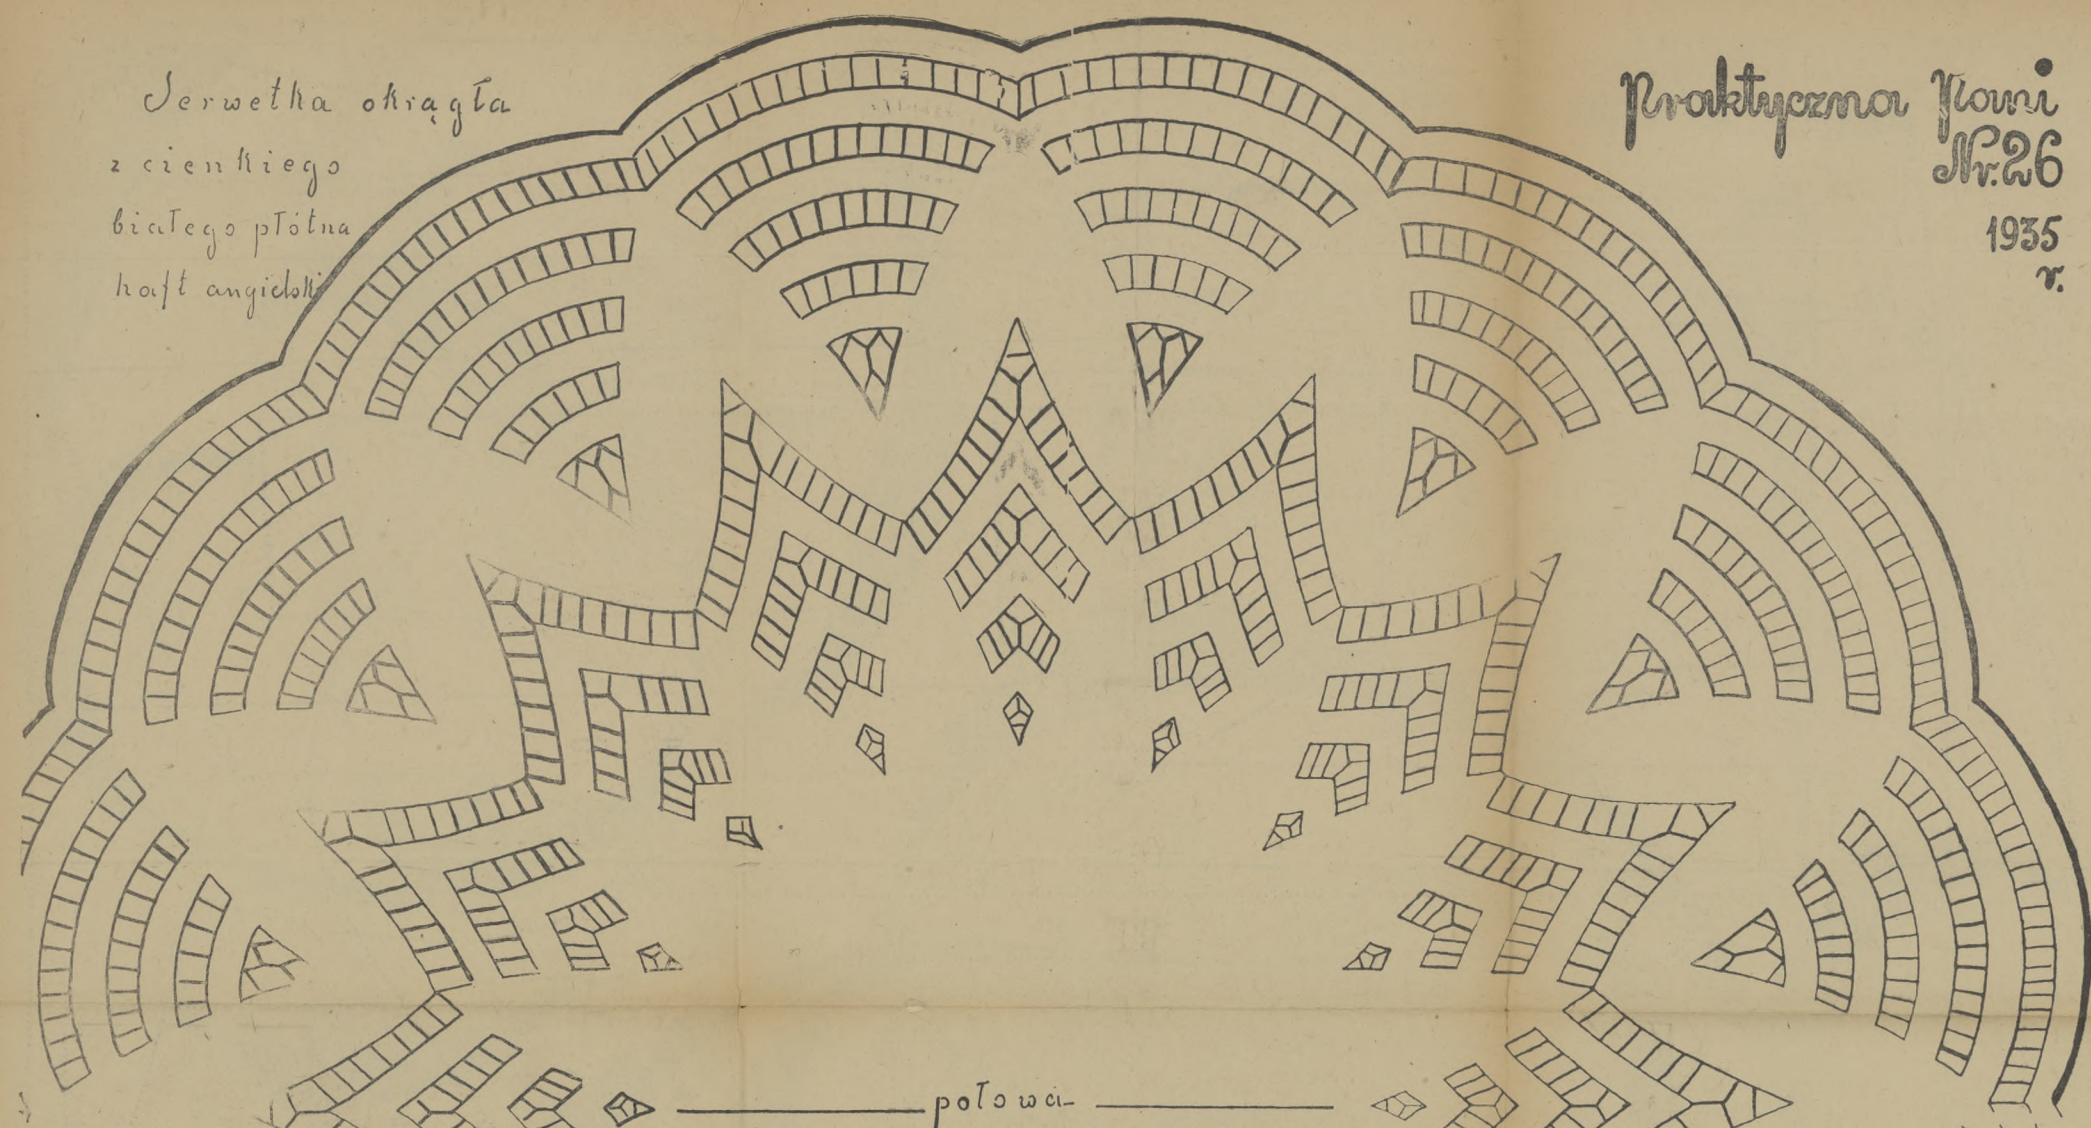 Serwetka okrągła
z cienkiego
białego płótna
haft angielski
Praktyczna Pani
Nr. 26
1935
r.
połowa